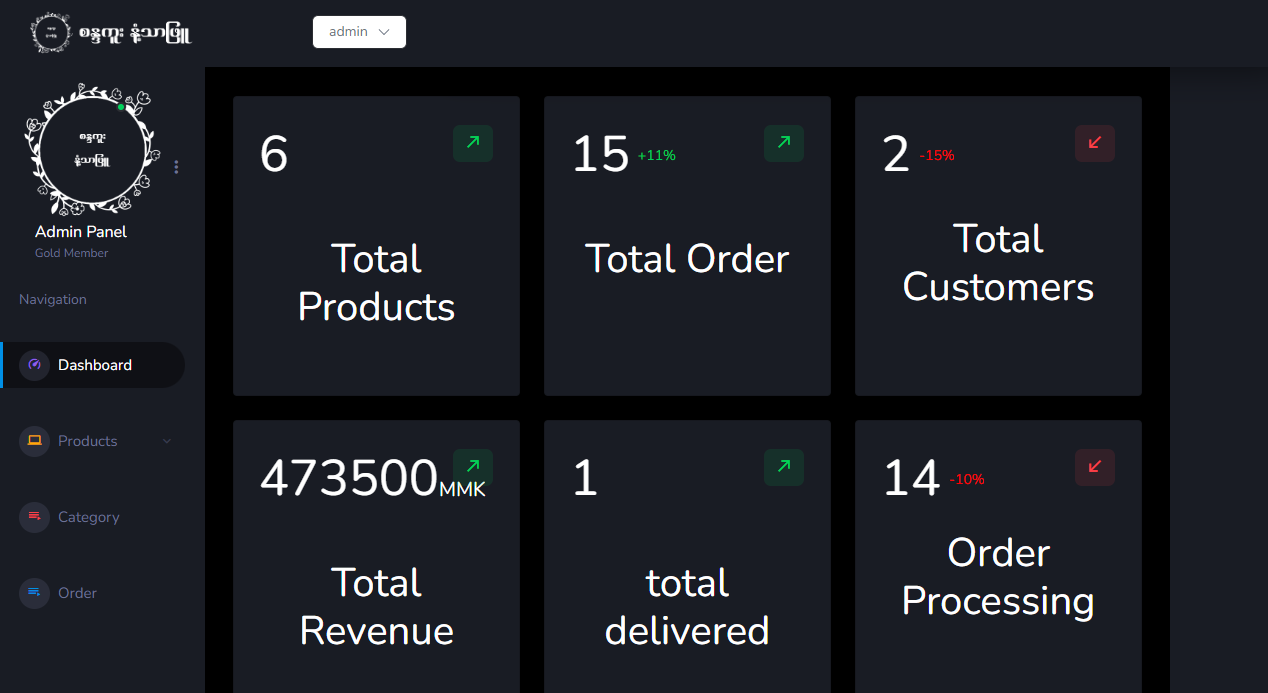 စန္ဒကူး နံ့သာဖြူ
admin
စန္ဒကူး
နံ့သာဖြူ
Admin Panel
Gold Member
Navigation
Dashboard
Products
Category
Order
6
Total
Products
15 +11%
Total Order
2 -15%
Total
Customers
473500MMK
Total
Revenue
1
total
delivered
14 -10%
Order
Processing